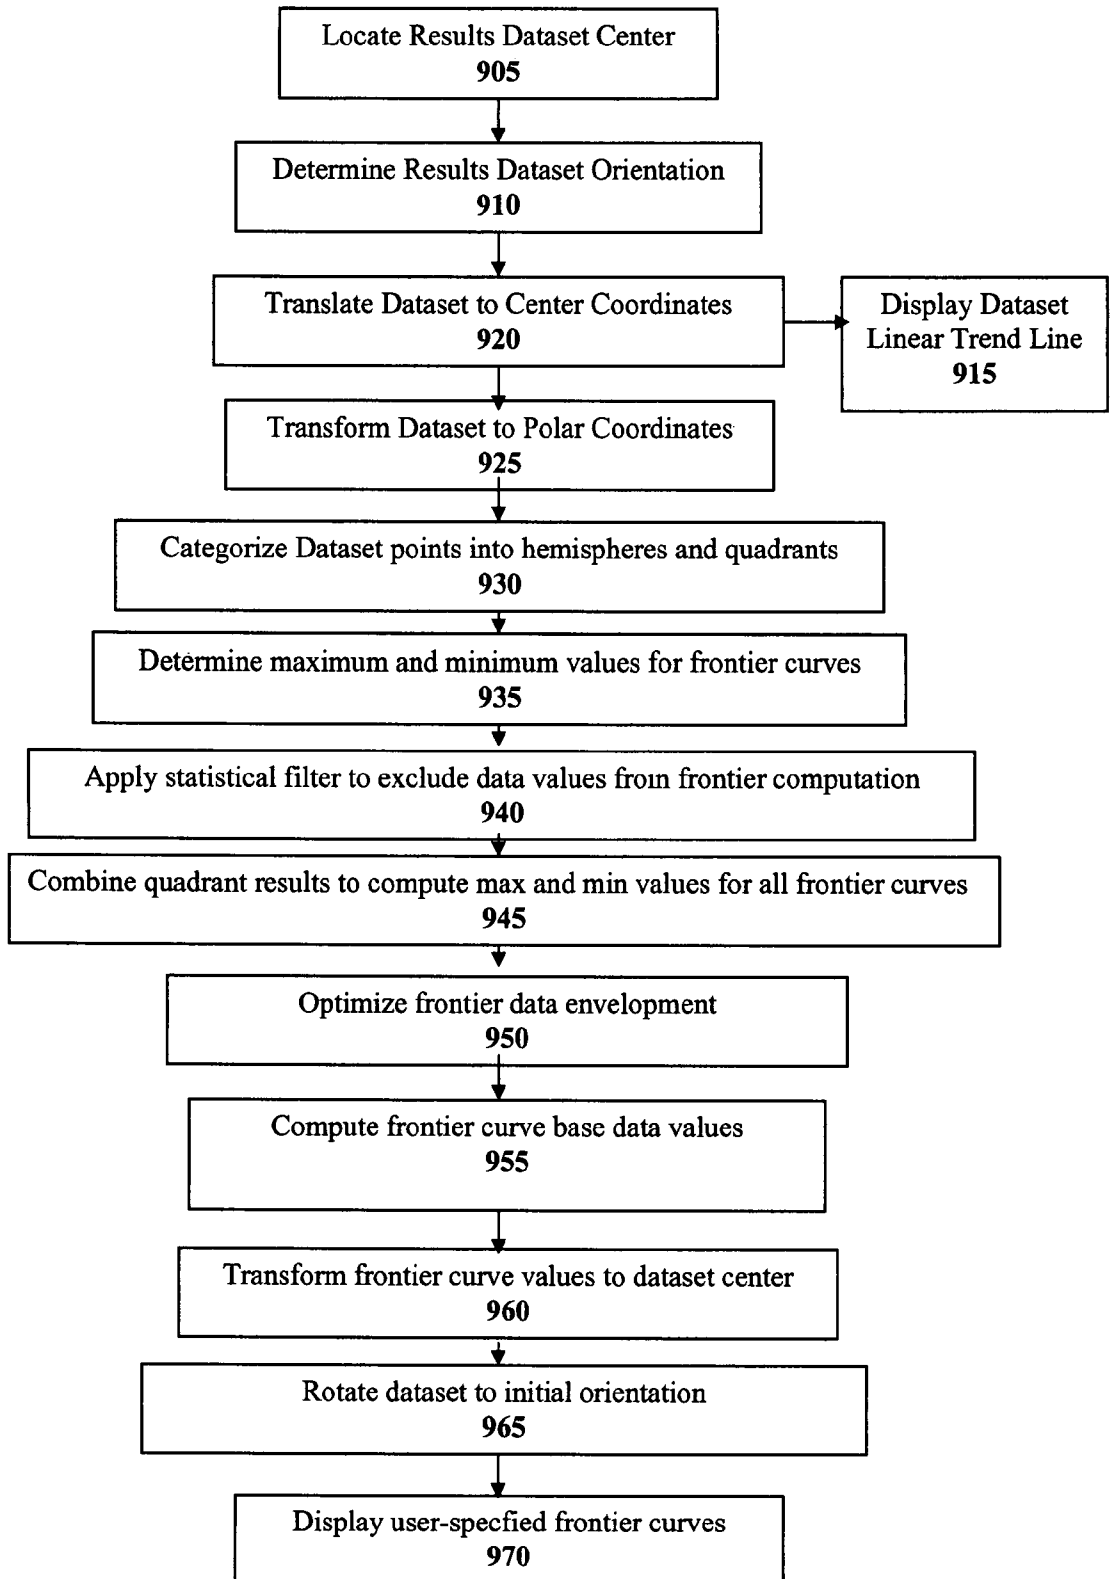 Locate Results Dataset Center
905
Determine Results Dataset Orientation
910
Translate Dataset to Center Coordinates
920
Display Dataset
Linear Trend Line
915
Transform Dataset to Polar Coordinates
925
Categorize Dataset points into hemispheres and quadrants
930
Determine maximum and minimum values for frontier curves
935
Apply statistical filter to exclude data values from frontier computation
940
Combine quadrant results to compute max and min values for all frontier curves
945
Optimize frontier data envelopment
950
Compute frontier curve base data values
955
Transform frontier curve values to dataset center
960
Rotate dataset to initial orientation
965
Display user-specfied frontier curves
970